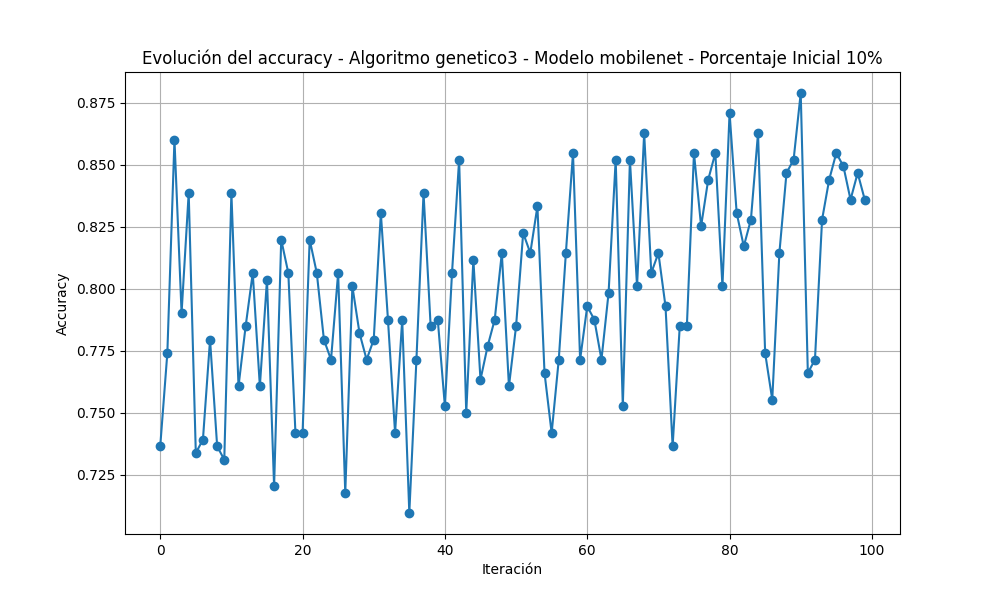 Evolución del accuracy - Algoritmo genetico3 - Modelo mobilenet - Porcentaje Inicial 10%
Accuracy
0.875
0.850
0.825
0.800
0.775
0.750
0.725
0 20 40 60 80 100
Iteración